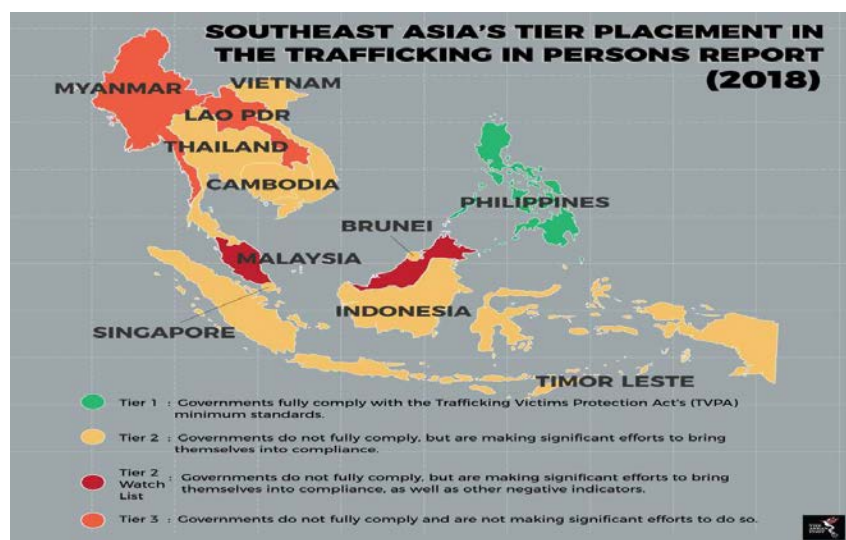 SOUTHEAST ASIA'S TIER PLACEMENT IN
THE TRAFFICKING IN PERSONS REPORT
(2018)
MYANMAR
VIETNAM
LAO PDR
THAILAND
CAMBODIA
PHILIPPINES
BRUNEI
MALAYSIA
INDONESIA
SINGAPORE
TIMOR LESTE
Tier 1 : Governments fully comply with the Trafficking Victims Protection Act's (TVPA)
minimum standards.
Tier 2 : Governments do not fully comply, but are making significant efforts to bring
themselves into compliance.
Tier 2
Watch : Governments do not fully comply, but are making significant efforts to bring
List themselves into compliance, as well as other negative indicators.
Tier 3 : Governments do not fully comply and are not making significant efforts to do so.